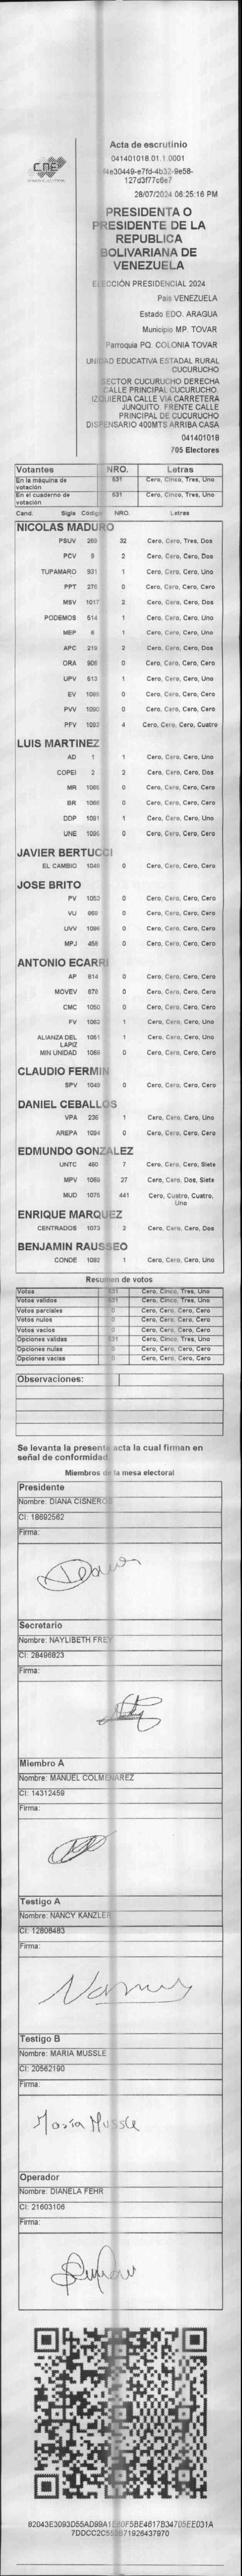 CNE
Acta de escrutinio
041401018.01.1.0001
f4e30449-e7fd-4b32-9e58-
127d3f77c6e7
28/07/2024 06:25:16 PM
PRESIDENTA O
PRESIDENTE DE LA
REPUBLICA
BOLIVARIANA DE
VENEZUELA
ELECCIÓN PRESIDENCIAL 2024
Pais VENEZUELA
Estado EDO. ARAGUA
Municipio MP. TOVAR
Parroquia PQ. COLONIA TOVAR
UNIDAD EDUCATIVA ESTADAL RURAL
CUCURUCHO
SECTOR CUCURUCHO DERECHA
CALLE PRINCIPAL CUCURUCHO.
IZQUIERDA CALLE VIA CARRETERA
JUNQUITO. FRENTE CALLE
PRINCIPAL DE CUCURUCHO
DISPENSARIO 400MTS ARRIBA CASA
041401018
705 Electores
Votantes NRO. Letras
En la máquina de votación 531 Cero, Cinco, Tres, Uno
En el cuaderno de votación 531 Cero, Cinco, Tres, Uno
Cand. Sigla Código NRO. Letras
NICOLAS MADURO
PSUV 269 32 Cero, Cero, Tres, Dos
PCV 9 2 Cero, Cero, Cero, Dos
TUPAMARO 931 1 Cero, Cero, Cero, Uno
PPT 276 0 Cero, Cero, Cero, Cero
MSV 1017 2 Cero, Cero, Cero, Dos
PODEMOS 514 1 Cero, Cero, Cero, Uno
MEP 6 1 Cero, Cero, Cero, Uno
APC 219 2 Cero, Cero, Cero, Dos
ORA 906 0 Cero, Cero, Cero, Cero
UPV 613 1 Cero, Cero, Cero, Uno
EV 1089 0 Cero, Cero, Cero, Cero
PVV 1090 0 Cero, Cero, Cero, Cero
PFV 1093 4 Cero, Cero, Cero, Cuatro
LUIS MARTINEZ
AD 1 1 Cero, Cero, Cero, Uno
COPEI 2 2 Cero, Cero, Cero, Dos
MR 1065 0 Cero, Cero, Cero, Cero
BR 1066 0 Cero, Cero, Cero, Cero
DDP 1091 1 Cero, Cero, Cero, Uno
UNE 1095 0 Cero, Cero, Cero, Cero
JAVIER BERTUCCI
EL CAMBIO 1049 0 Cero, Cero, Cero, Cero
JOSE BRITO
PV 1052 0 Cero, Cero, Cero, Cero
VU 969 0 Cero, Cero, Cero, Cero
UVV 1096 0 Cero, Cero, Cero, Cero
MPJ 458 0 Cero, Cero, Cero, Cero
ANTONIO ECARRI
AP 814 0 Cero, Cero, Cero, Cero
MOVEV 678 0 Cero, Cero, Cero, Cero
CMC 1050 0 Cero, Cero, Cero, Cero
FV 1062 1 Cero, Cero, Cero, Uno
ALIANZA DEL LAPIZ 1051 1 Cero, Cero, Cero, Uno
MIN UNIDAD 1068 0 Cero, Cero, Cero, Cero
CLAUDIO FERMIN
SPV 1049 0 Cero, Cero, Cero, Cero
DANIEL CEBALLOS
VPA 236 1 Cero, Cero, Cero, Uno
AREPA 1094 0 Cero, Cero, Cero, Cero
EDMUNDO GONZALEZ
UNTC 460 7 Cero, Cero, Cero, Siete
MPV 1069 27 Cero, Cero, Dos, Siete
MUD 1075 441 Cero, Cuatro, Cuatro,
Uno
ENRIQUE MARQUEZ
CENTRADOS 1073 2 Cero, Cero, Cero, Dos
BENJAMIN RAUSSEO
CONDE 1092 1 Cero, Cero, Cero, Uno
Resumen de votos
Votos 531 Cero, Cinco, Tres, Uno
Votos validos 531 Cero, Cinco, Tres, Uno
Votos parciales 0 Cero, Cero, Cero, Cero
Votos nulos 0 Cero, Cero, Cero, Cero
Votos vacios 0 Cero, Cero, Cero, Cero
Opciones validas 531 Cero, Cinco, Tres, Uno
Opciones nulas 0 Cero, Cero, Cero, Cero
Opciones vacias 0 Cero, Cero, Cero, Cero
Observaciones:
Se levanta la presente acta la cual firman en
señal de conformidad.
Miembros de la mesa electoral
Presidente
Nombre: DIANA CISNEROS
CI: 18692562
Firma:
Secretario
Nombre: NAYLIBETH FREY
CI: 28496823
Firma:
Miembro A
Nombre: MANUEL COLMENAREZ
CI: 14312459
Firma:
Testigo A
Nombre: NANCY KANZLER
CI: 12808483
Firma:
Nancy
Testigo B
Nombre: MARIA MUSSLE
CI: 20562190
Firma:
Maria Mussle
Operador
Nombre: DIANELA FEHR
CI: 21603106
Firma: